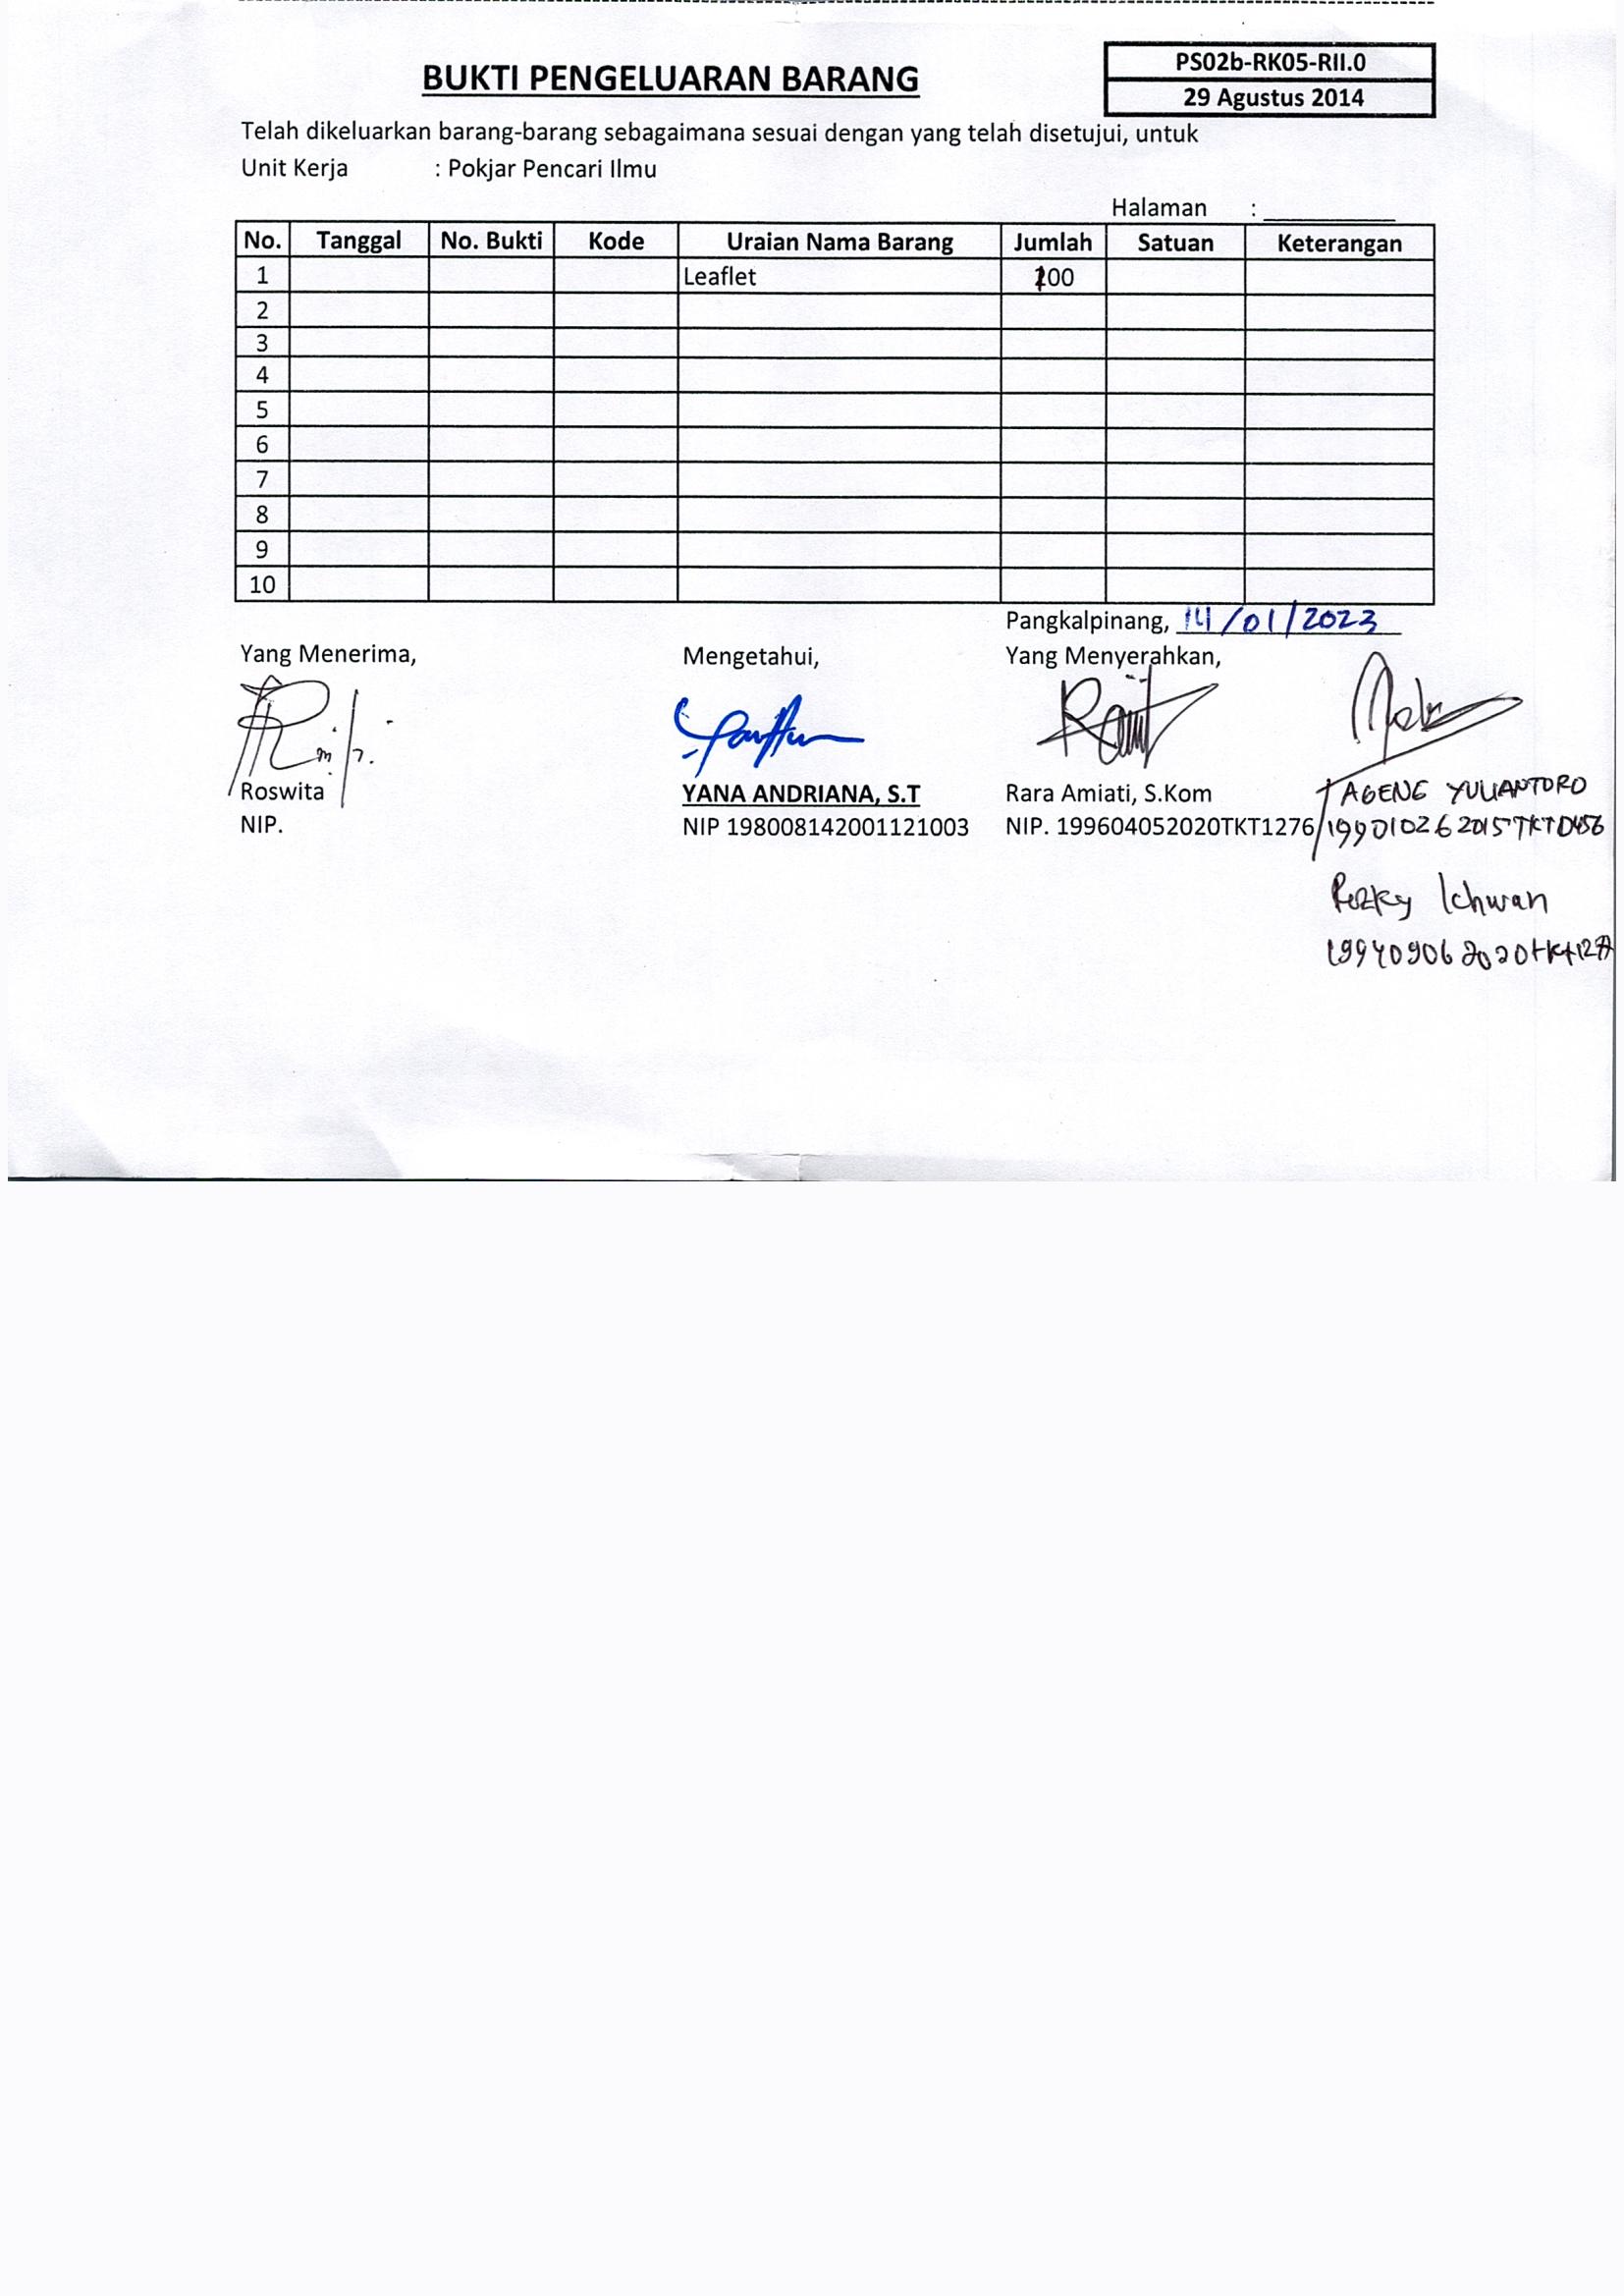 BUKTI PENGELUARAN BARANG
PS02b-RK05-RII.0
29 Agustus 2014
Telah dikeluarkan barang-barang sebagaimana sesuai dengan yang telah disetujui, untuk
Unit Kerja : Pokjar Pencari Ilmu
Halaman :
No. Tanggal No. Bukti Kode Uraian Nama Barang Jumlah Satuan Keterangan
1 Leaflet 100
2
3
4
5
6
7
8
9
10
Pangkalpinang, 14/01/2023
Yang Menerima, Mengetahui, Yang Menyerahkan,
Roswita YANA ANDRIANA, S.T Rara Amiati, S.Kom AGENG YULIANTORO
NIP. NIP 198008142001121003 NIP. 199604052020TKT1276/199010262015TKT0456
Rezky Ichwan